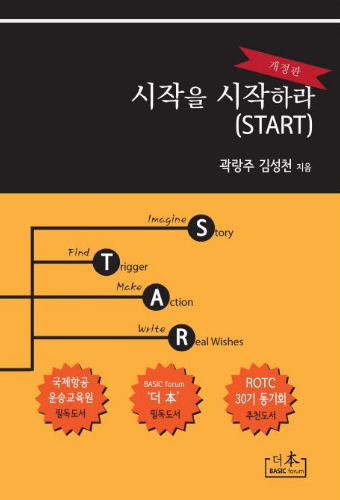 개정판
시작을 시작하라
(START)
곽랑주 김성천 지음
Imagine
Story
Find
Trigger
Make
Action
Write
Real Wishes
국제항공
운송교육원
필독도서
BASIC forum
'더 本'
필독도서
ROTC
30기 동기회
추천도서
더 本
BASIC forum